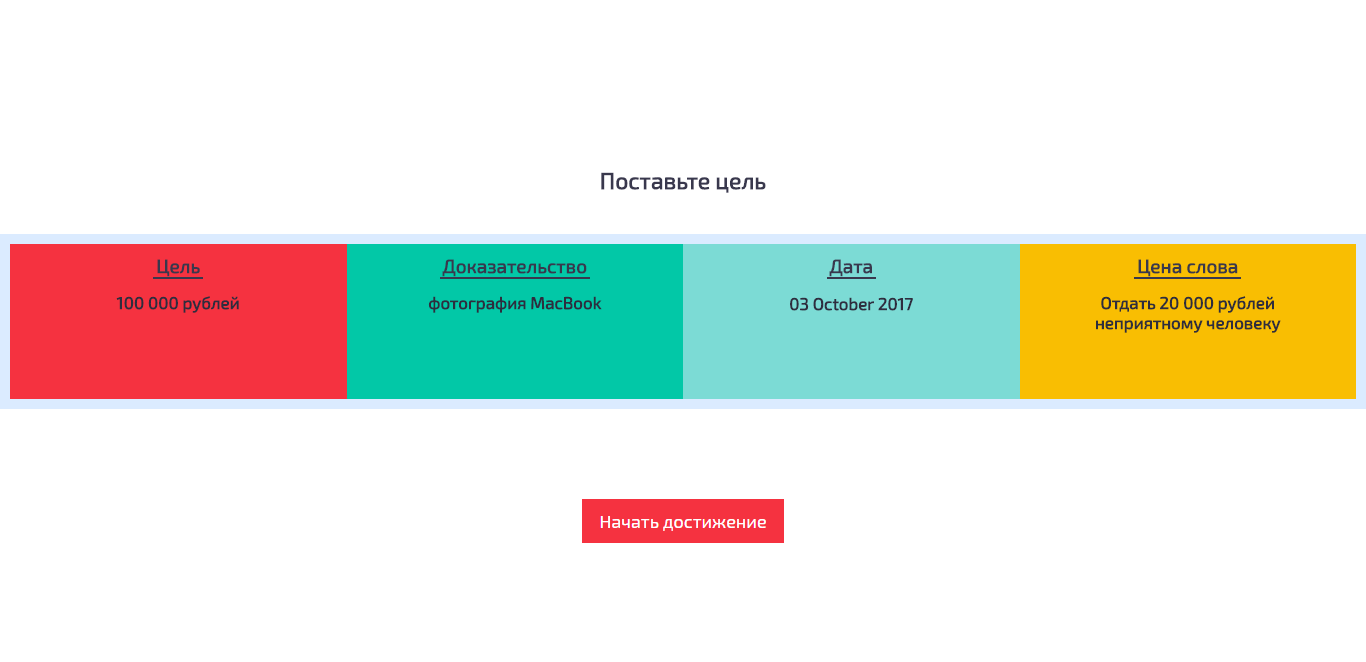 Поставьте цель
Цель
100 000 рублей
Доказательство
фотография MacBook
Дата
03 October 2017
Цена слова
Отдать 20 000 рублей
неприятному человеку
Начать достижение